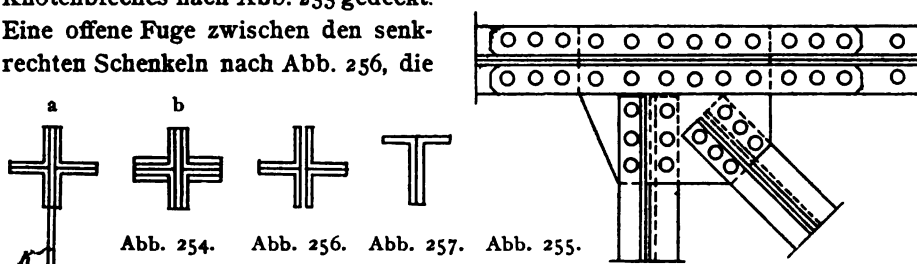 Knotenbleches nach Abb. 255 gedeckt.
Eine offene Fuge zwischen den senk-
rechten Schenkeln nach Abb. 256, die
a b
Abb. 254. Abb. 256. Abb. 257. Abb. 255.